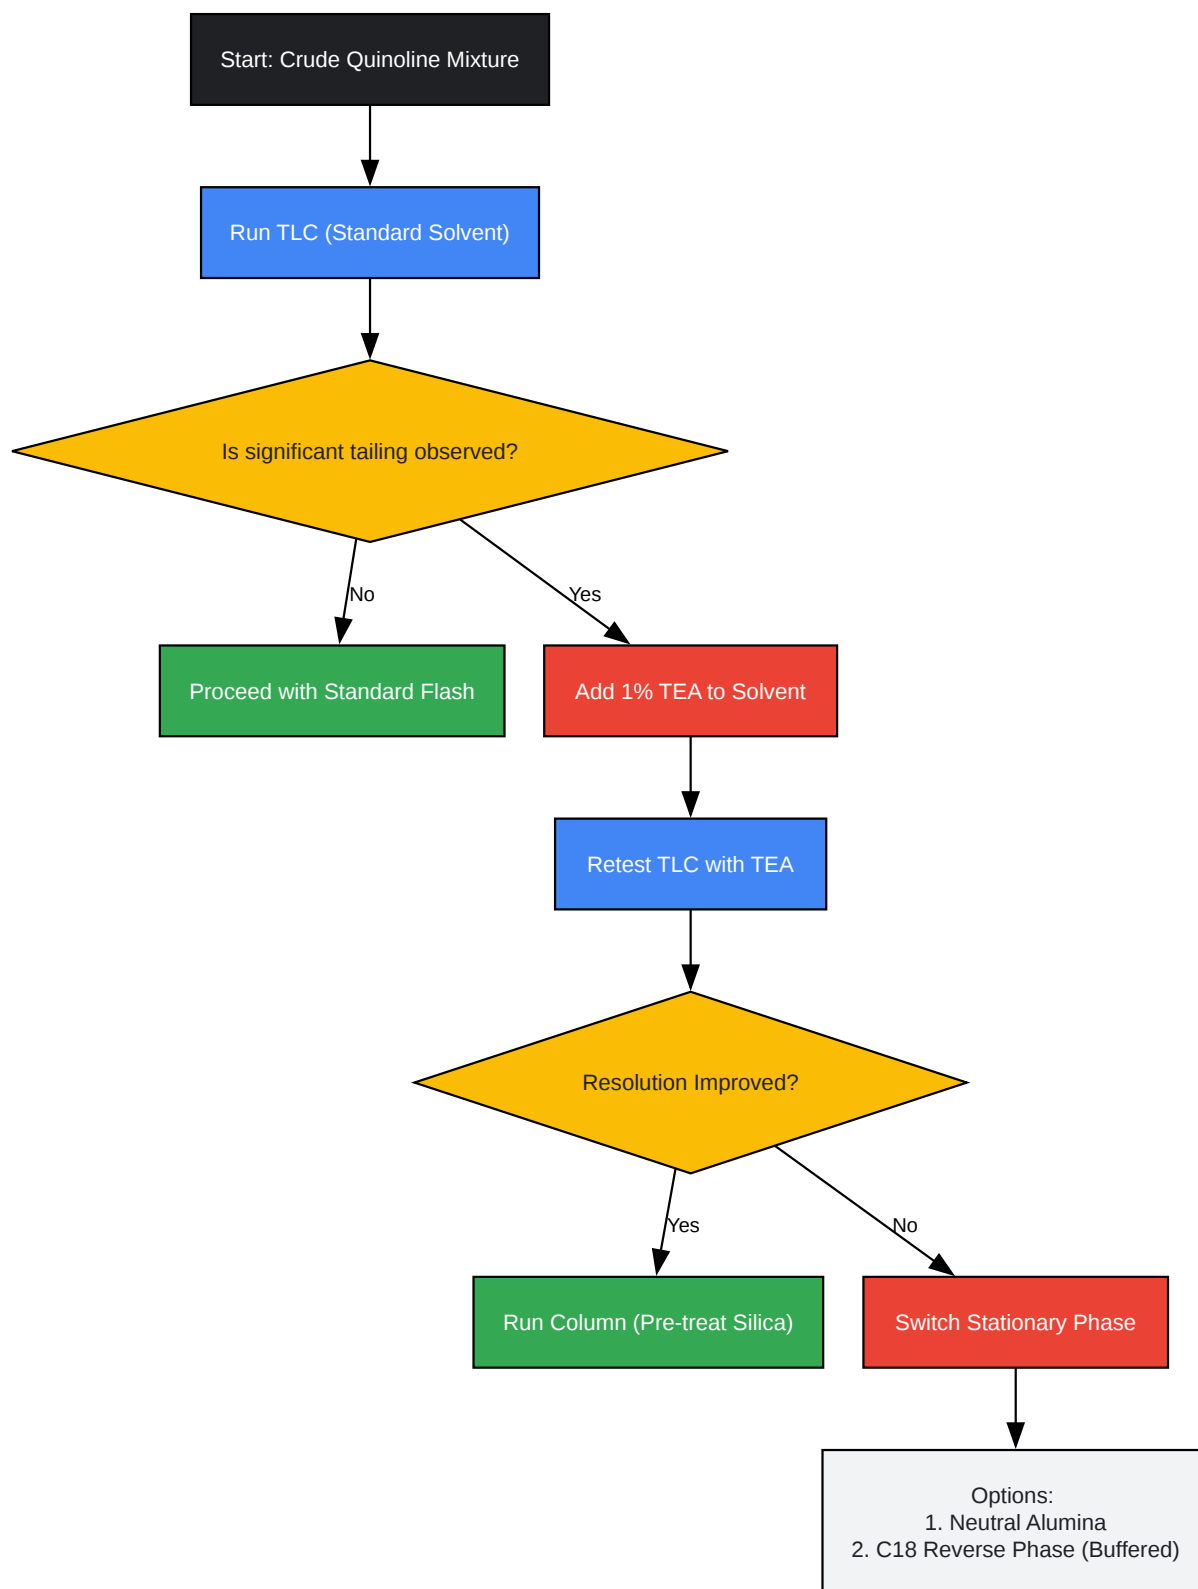 Start: Crude Quinoline Mixture
Run TLC (Standard Solvent)
Is significant tailing observed?
No
Yes
Proceed with Standard Flash
Add 1% TEA to Solvent
Retest TLC with TEA
Resolution Improved?
Yes
No
Run Column (Pre-treat Silica)
Switch Stationary Phase
Options:
1. Neutral Alumina
2. C18 Reverse Phase (Buffered)